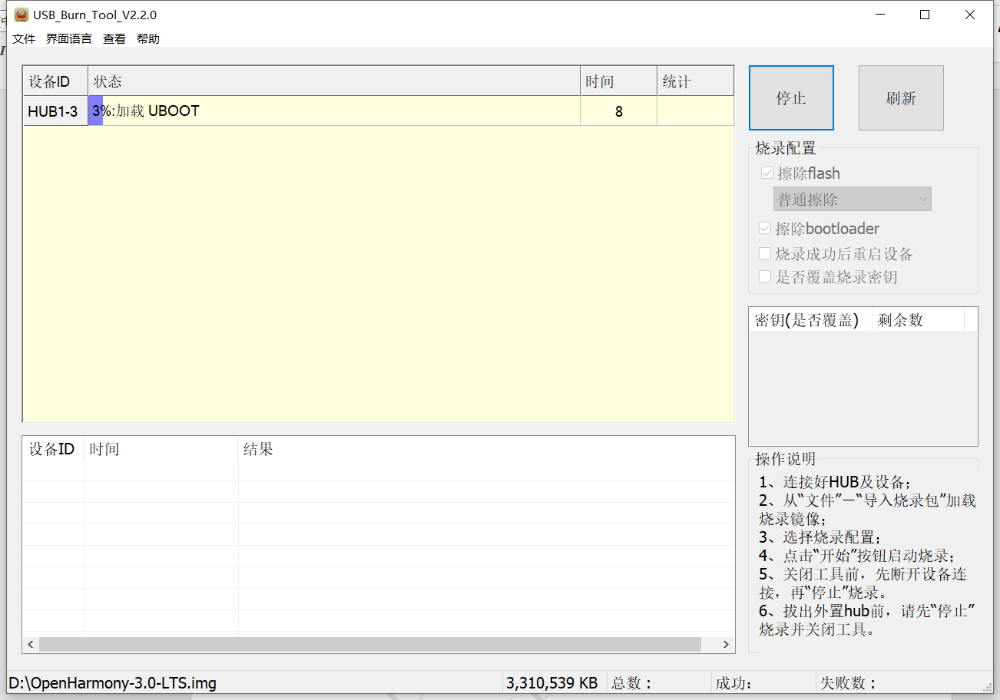 USB_Burn_Tool_V2.2.0
文件 界面语言 查看 帮助
设备ID 状态 时间 统计
HUB1-3 3%:加载 UBOOT 8
停止 刷新
烧录配置
擦除flash
普通擦除
擦除bootloader
烧录成功后重启设备
是否覆盖烧录密钥
密钥(是否覆盖) 剩余数
设备ID 时间 结果
操作说明
1、连接好HUB及设备；
2、从“文件”—“导入烧录包”加载
烧录镜像；
3、选择烧录配置；
4、点击“开始”按钮启动烧录；
5、关闭工具前，先断开设备连
接，再“停止”烧录。
6、拔出外置hub前，请先“停止”
烧录并关闭工具。
D:\OpenHarmony-3.0-LTS.img 3,310,539 KB 总数： 成功: 失败数：